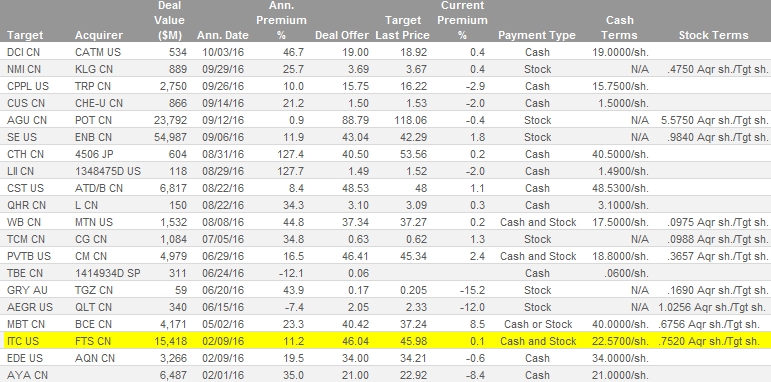 Deal Ann. Current
Value Premium Target Premium Cash
Target Acquirer ($M) Ann. Date % Deal Offer Last Price % Payment Type Terms Stock Terms
DCI CN CATM US 534 10/03/16 46.7 19.00 18.92 0.4 Cash 19.0000/sh.
NMI CN KLG CN 889 09/29/16 25.7 3.69 3.67 0.4 Stock N/A .4750 Aqr sh./Tgt sh.
CPPL US TRP CN 2,750 09/26/16 10.0 15.75 16.22 -2.9 Cash 15.7500/sh.
CUS CN CHE-U CN 866 09/14/16 21.2 1.50 1.53 -2.0 Cash 1.5000/sh.
AGU CN POT CN 23,792 09/12/16 0.9 88.79 118.06 -0.4 Stock N/A 5.5750 Aqr sh./Tgt sh.
SE US ENB CN 54,987 09/06/16 11.9 43.04 42.29 1.8 Stock N/A .9840 Aqr sh./Tgt sh.
CTH CN 4506 JP 604 08/31/16 127.4 40.50 53.56 0.2 Cash 40.5000/sh.
LII CN 1348475D US 118 08/29/16 127.7 1.49 1.52 -2.0 Cash 1.4900/sh.
CST US ATD/B CN 6,817 08/22/16 8.4 48.53 48 1.1 Cash 48.5300/sh.
QHR CN L CN 150 08/22/16 34.2 3.10 3.09 0.3 Cash 3.1000/sh.
WB CN MTN US 1,532 08/08/16 44.8 37.34 37.27 0.2 Cash and Stock 17.5000/sh. .0975 Aqr sh./Tgt sh.
TCM CN CG CN 1,084 07/05/16 34.8 0.63 0.62 1.3 Stock N/A .0988 Aqr sh./Tgt sh.
PVTB US CM CN 4,979 06/29/16 16.5 46.41 45.34 2.4 Cash and Stock 18.8000/sh. .3657 Aqr sh./Tgt sh.
TBE CN 1414934D SP 311 06/24/16 -12.1 0.06 Cash .0600/sh.
GRY AU TGZ CN 59 06/20/16 43.9 0.17 0.205 -15.2 Stock N/A .1690 Aqr sh./Tgt sh.
AEGR US QLT CN 340 06/15/16 -7.4 2.05 2.33 -12.0 Stock N/A 1.0256 Aqr sh./Tgt sh.
MBT CN BCE CN 4,171 05/02/16 23.3 40.42 37.24 8.5 Cash or Stock 40.0000/sh. .6756 Aqr sh./Tgt sh.
ITC US FTS CN 15,418 02/09/16 11.2 46.04 45.98 0.1 Cash and Stock 22.5700/sh. .7520 Aqr sh./Tgt sh.
EDE US AQN CN 3,266 02/09/16 19.5 34.00 34.21 -0.6 Cash 34.0000/sh.
AYA CN 6,487 02/01/16 35.0 21.00 22.92 -8.4 Cash 21.0000/sh.